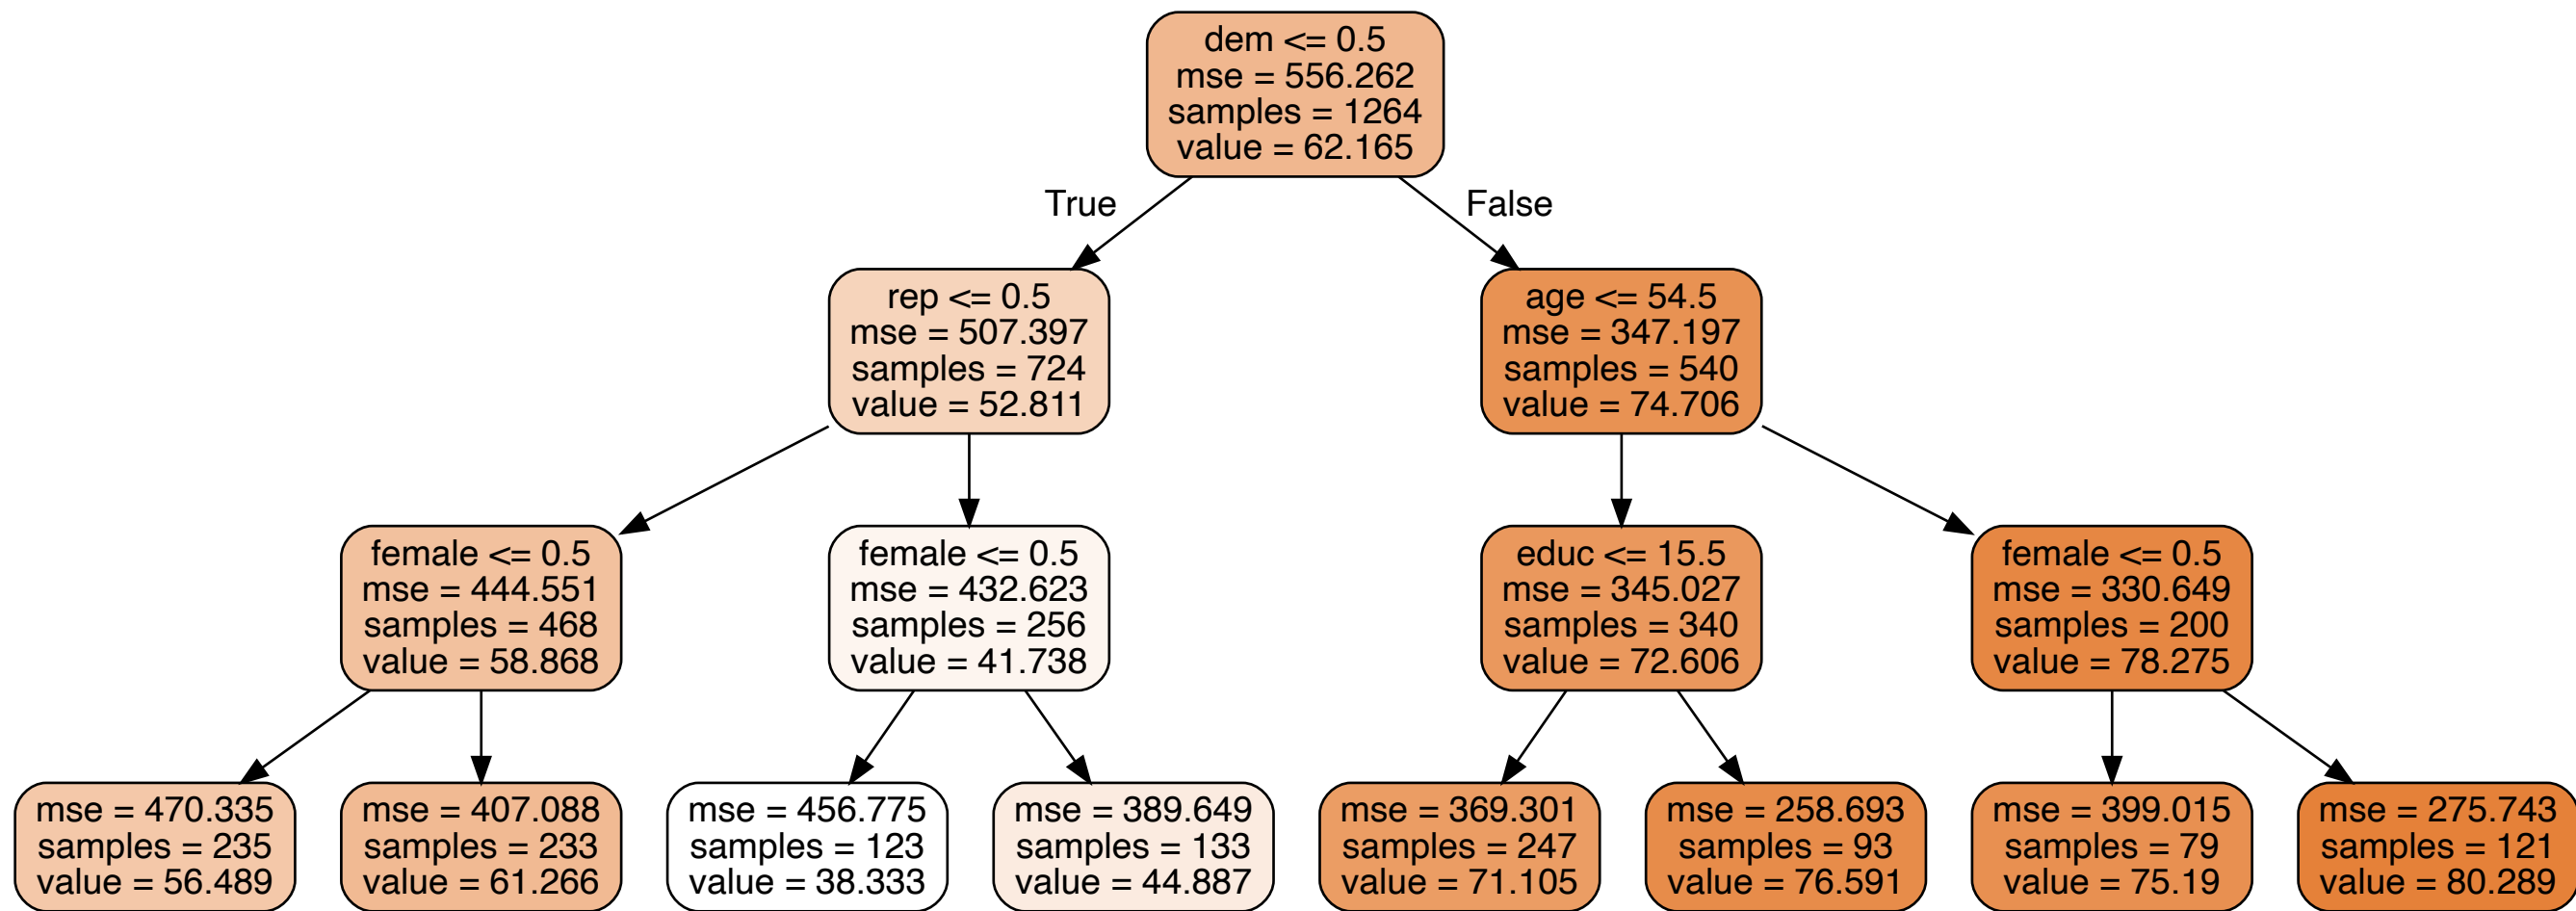 dem <= 0.5
mse = 556.262
samples = 1264
value = 62.165
True
False
rep <= 0.5
mse = 507.397
samples = 724
value = 52.811
age <= 54.5
mse = 347.197
samples = 540
value = 74.706
female <= 0.5
mse = 444.551
samples = 468
value = 58.868
female <= 0.5
mse = 432.623
samples = 256
value = 41.738
educ <= 15.5
mse = 345.027
samples = 340
value = 72.606
female <= 0.5
mse = 330.649
samples = 200
value = 78.275
mse = 470.335
samples = 235
value = 56.489
mse = 407.088
samples = 233
value = 61.266
mse = 456.775
samples = 123
value = 38.333
mse = 389.649
samples = 133
value = 44.887
mse = 369.301
samples = 247
value = 71.105
mse = 258.693
samples = 93
value = 76.591
mse = 399.015
samples = 79
value = 75.19
mse = 275.743
samples = 121
value = 80.289